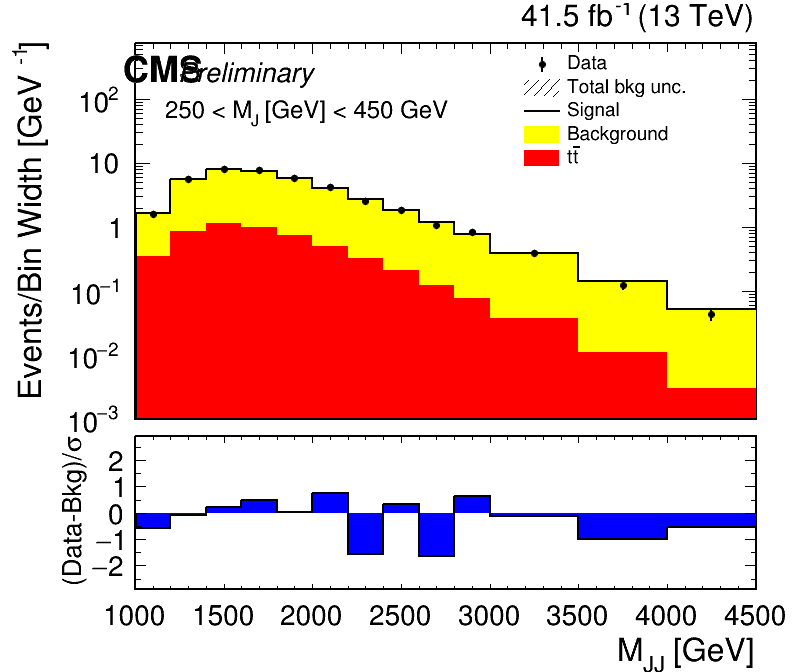 41.5 fb⁻¹ (13 TeV)
CMS Preliminary
250 < M_J [GeV] < 450 GeV
Data
Total bkg unc.
Signal
Background
tt̄
Events/Bin Width [GeV⁻¹]
10²
10
1
10⁻¹
10⁻²
10⁻³
(Data-Bkg)/σ
2
1
0
−1
−2
1000 1500 2000 2500 3000 3500 4000 4500
M_JJ [GeV]